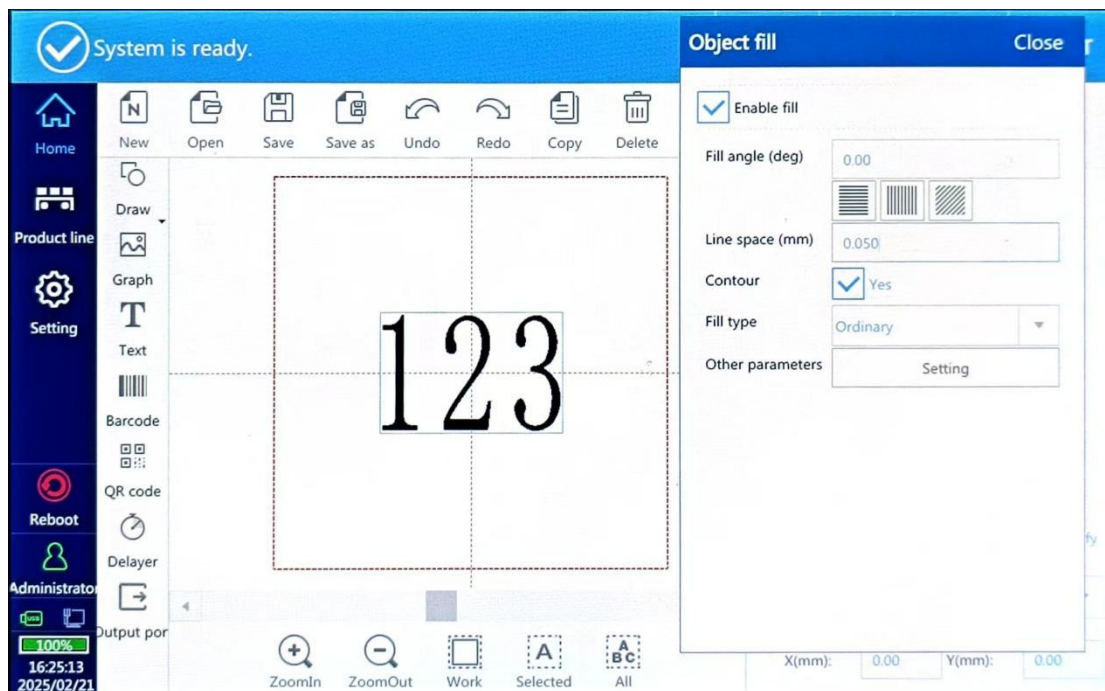 System is ready.
Object fill
Close
Home
Product line
Setting
Reboot
Administrator
USB
100%
16:25:13
2025/02/21
N
New
Open
Save
Save as
Undo
Redo
Copy
Delete
Draw
Graph
T
Text
Barcode
QR code
Delayer
Output por
123
Enable fill
Fill angle (deg)
0.00
Line space (mm)
0.050
Contour
Yes
Fill type
Ordinary
Other parameters
Setting
ZoomIn
ZoomOut
Work
A
Selected
A
B C
All
X(mm):
0.00
Y(mm):
0.00